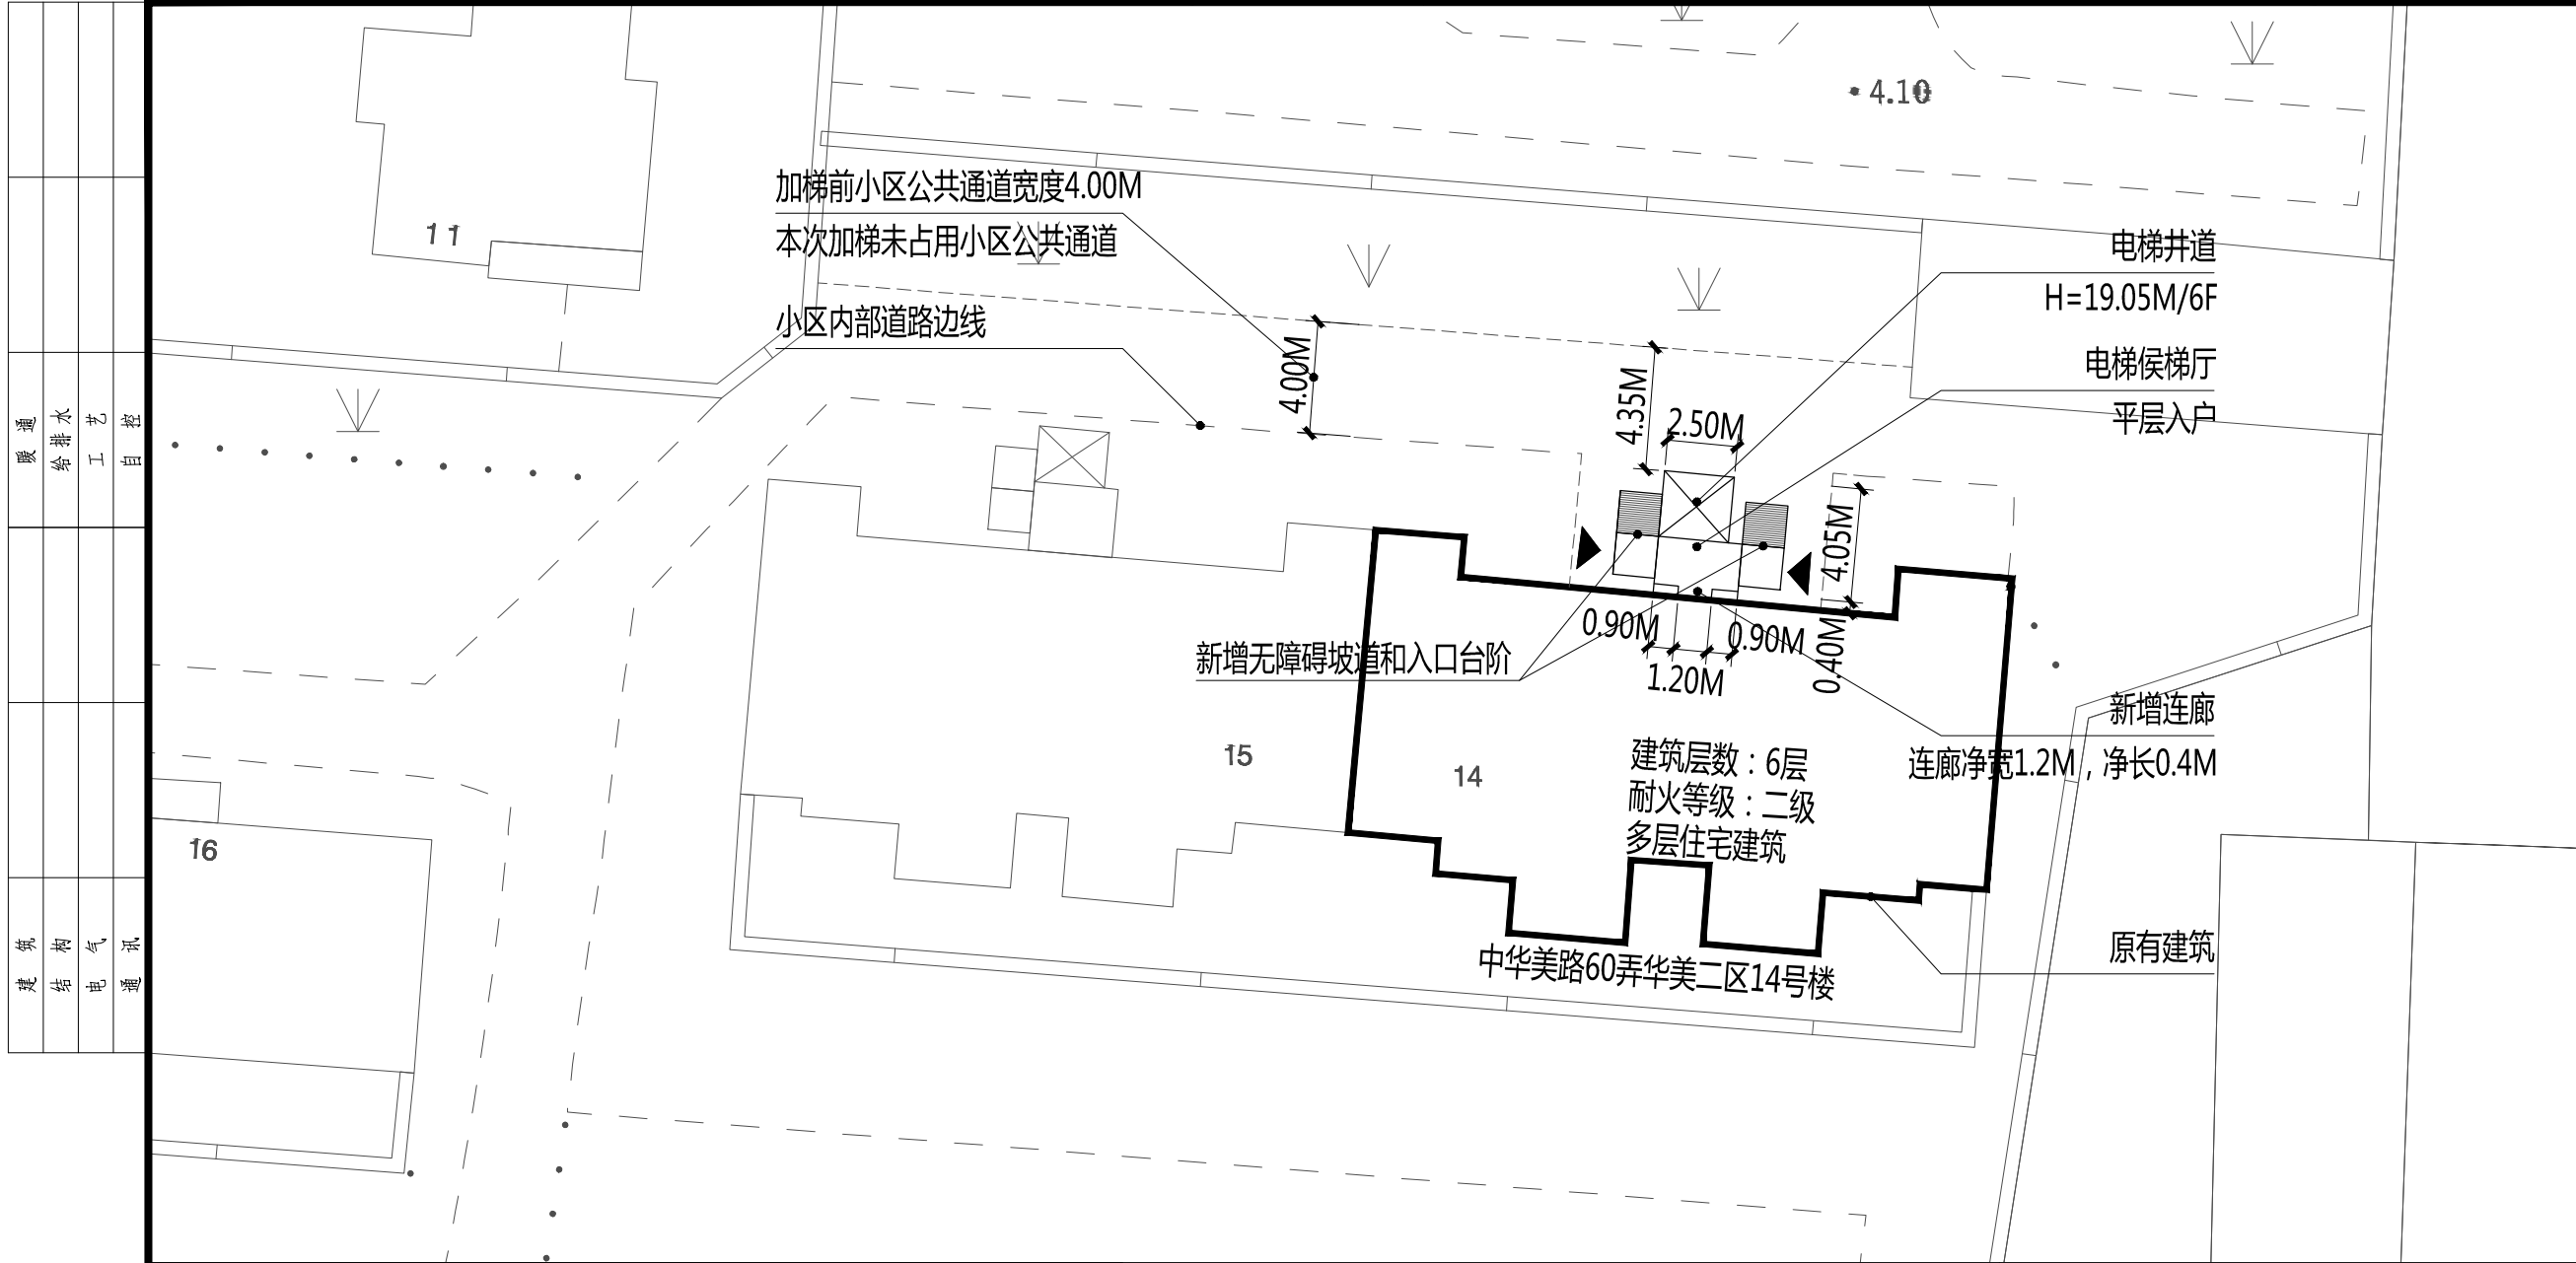 4.10
11
加梯前小区公共通道宽度4.00M
本次加梯未占用小区公共通道
小区内部道路边线
4.00M
4.35M
2.50M
电梯井道
H=19.05M/6F
电梯侯梯厅
平层入户
4.05M
0.90M
0.90M
1.20M
0.40M
新增无障碍坡道和入口台阶
新增连廊
连廊净宽1.2M，净长0.4M
15
14
建筑层数：6层
耐火等级：二级
多层住宅建筑
16
原有建筑
中华美路60弄华美二区14号楼
暖通
给排水
工艺
自控
建筑
结构
电气
通讯